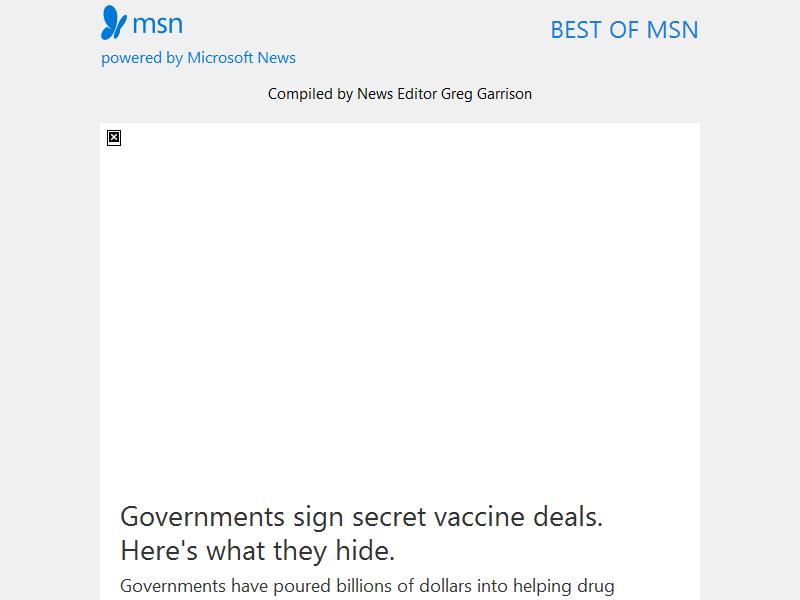 msn
BEST OF MSN
powered by Microsoft News
Compiled by News Editor Greg Garrison
Governments sign secret vaccine deals.
Here's what they hide.
Governments have poured billions of dollars into helping drug